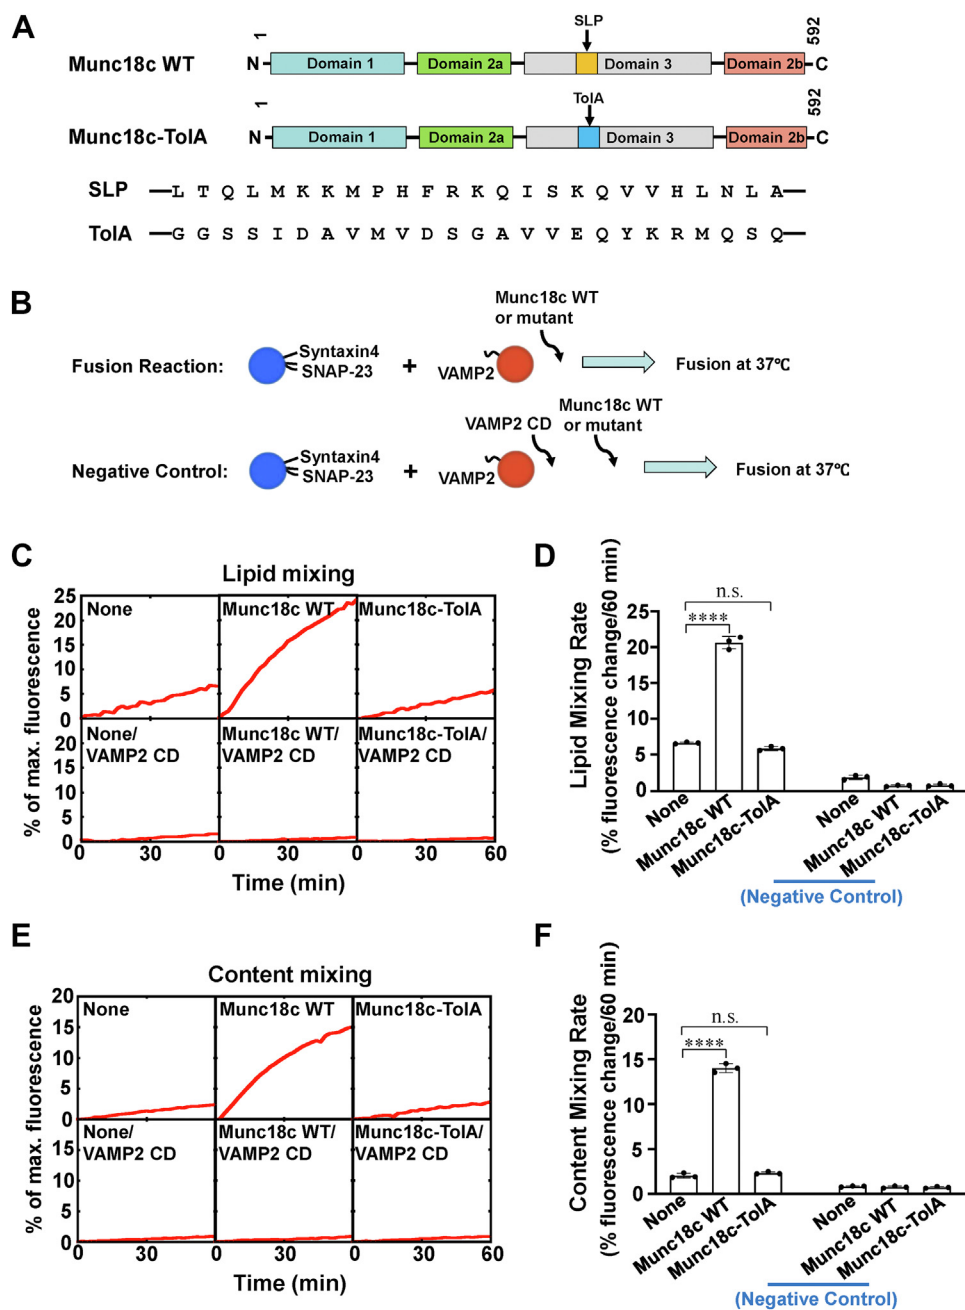 A
SLP
1
592
Munc18c WT
N
Domain 1
Domain 2a
Domain 3
Domain 2b
C
TolA
1
592
Munc18c-TolA
N
Domain 1
Domain 2a
Domain 3
Domain 2b
C
SLP
L T Q L M K K M P H F R K Q I S K Q V V H L N L A
TolA
G G S S I D A V M V D S G A V V E Q Y K R M Q S Q
B
Munc18c WT
or mutant
Fusion Reaction:
Syntaxin4
SNAP-23
+
VAMP2
Fusion at 37℃
Munc18c WT
or mutant
VAMP2 CD
Negative Control:
Syntaxin4
SNAP-23
+
VAMP2
Fusion at 37℃
C
Lipid mixing
% of max. fluorescence
25
20
15
10
5
0
20
15
10
5
0
None
Munc18c WT
Munc18c-TolA
None/
VAMP2 CD
Munc18c WT/
VAMP2 CD
Munc18c-TolA/
VAMP2 CD
0 30 0 30 0 30 60
Time (min)
D
Lipid Mixing Rate
(% fluorescence change/60 min)
25
20
15
10
5
0
n.s.
****
None
Munc18c WT
Munc18c-TolA
None
Munc18c WT
Munc18c-TolA
(Negative Control)
E
Content mixing
% of max. fluorescence
20
15
10
5
0
15
10
5
0
None
Munc18c WT
Munc18c-TolA
None/
VAMP2 CD
Munc18c WT/
VAMP2 CD
Munc18c-TolA/
VAMP2 CD
0 30 0 30 0 30 60
Time (min)
F
Content Mixing Rate
(% fluorescence change/60 min)
20
15
10
5
0
n.s.
****
None
Munc18c WT
Munc18c-TolA
None
Munc18c WT
Munc18c-TolA
(Negative Control)